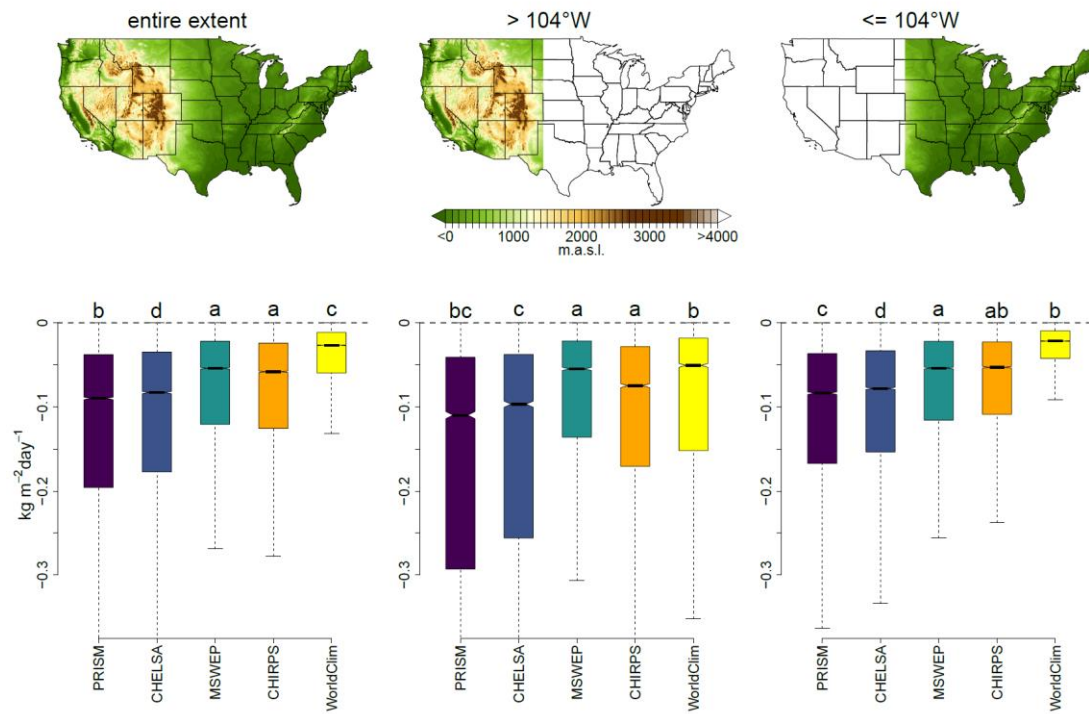 entire extent
> 104°W
<= 104°W
<0 1000 2000 3000 >4000
m.a.s.l.
b d a a c
bc c a a b
c d a ab b
kg m⁻²day⁻¹
0
−0.1
−0.2
−0.3
0
−0.1
−0.2
−0.3
0
−0.1
−0.2
−0.3
PRISM
CHELSA
MSWEP
CHIRPS
WorldClim
PRISM
CHELSA
MSWEP
CHIRPS
WorldClim
PRISM
CHELSA
MSWEP
CHIRPS
WorldClim